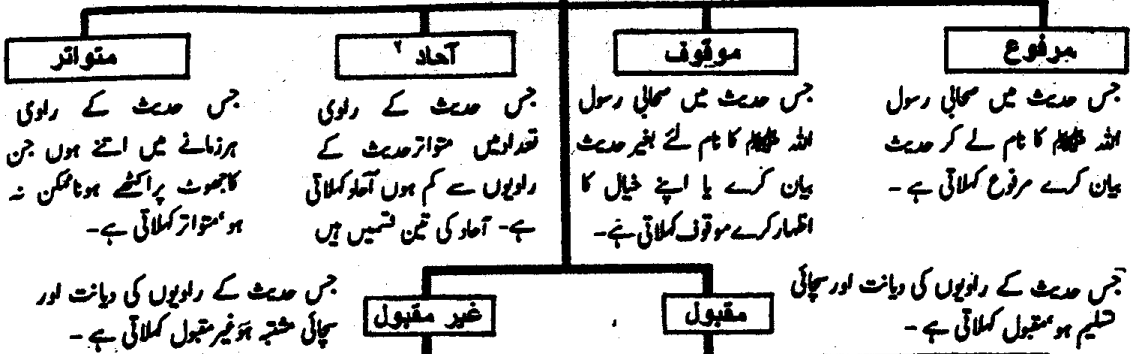 مرفوع
جس حدیث میں صحابی رسول
اللہ ﷺ کا نام لے کر حدیث
بیان کرے مرفوع کہلاتی ہے -
موقوف
جس حدیث میں صحابی رسول
اللہ ﷺ کا نام لئے بغیر حدیث
بیان کرے یا اپنے خیال کا
اظہار کرے موقوف کہلاتی ہے-
آحاد ۲
جس حدیث کے راوی
تعداد میں متواتر حدیث کے
راویوں سے کم ہوں آحاد کہلاتی
ہے- آحاد کی تین قسمیں ہیں
متواتر
جس حدیث کے راوی
ہر زمانے میں اتنے ہوں جن
کا جھوٹ پر اکٹھے ہونا ممکن نہ
ہو‘ متواتر کہلاتی ہے-
مقبول
جس حدیث کے راویوں کی دیانت اور سچائی
تسلیم ہو‘ مقبول کہلاتی ہے -
غیر مقبول
جس حدیث کے راویوں کی دیانت اور
سچائی مشتبہ ہو غیر مقبول کہلاتی ہے -